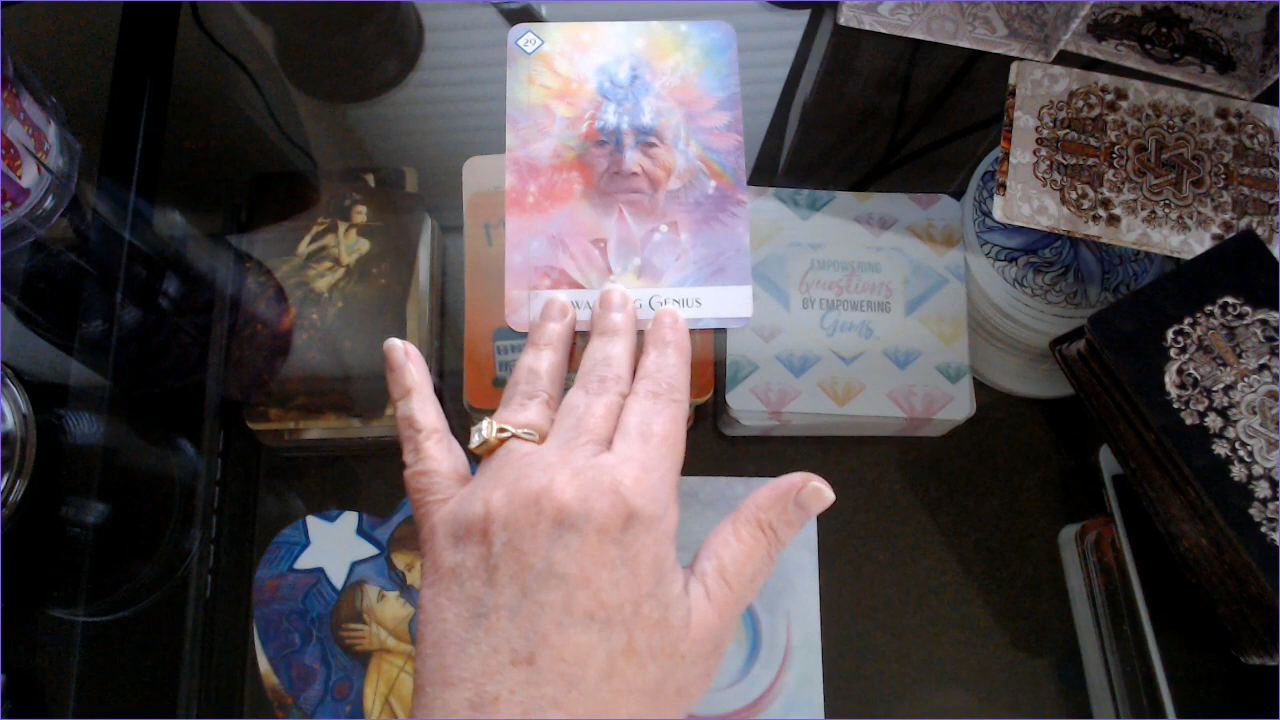 29
GENIUS
EMPOWERING
Questions
BY EMPOWERING
Gems